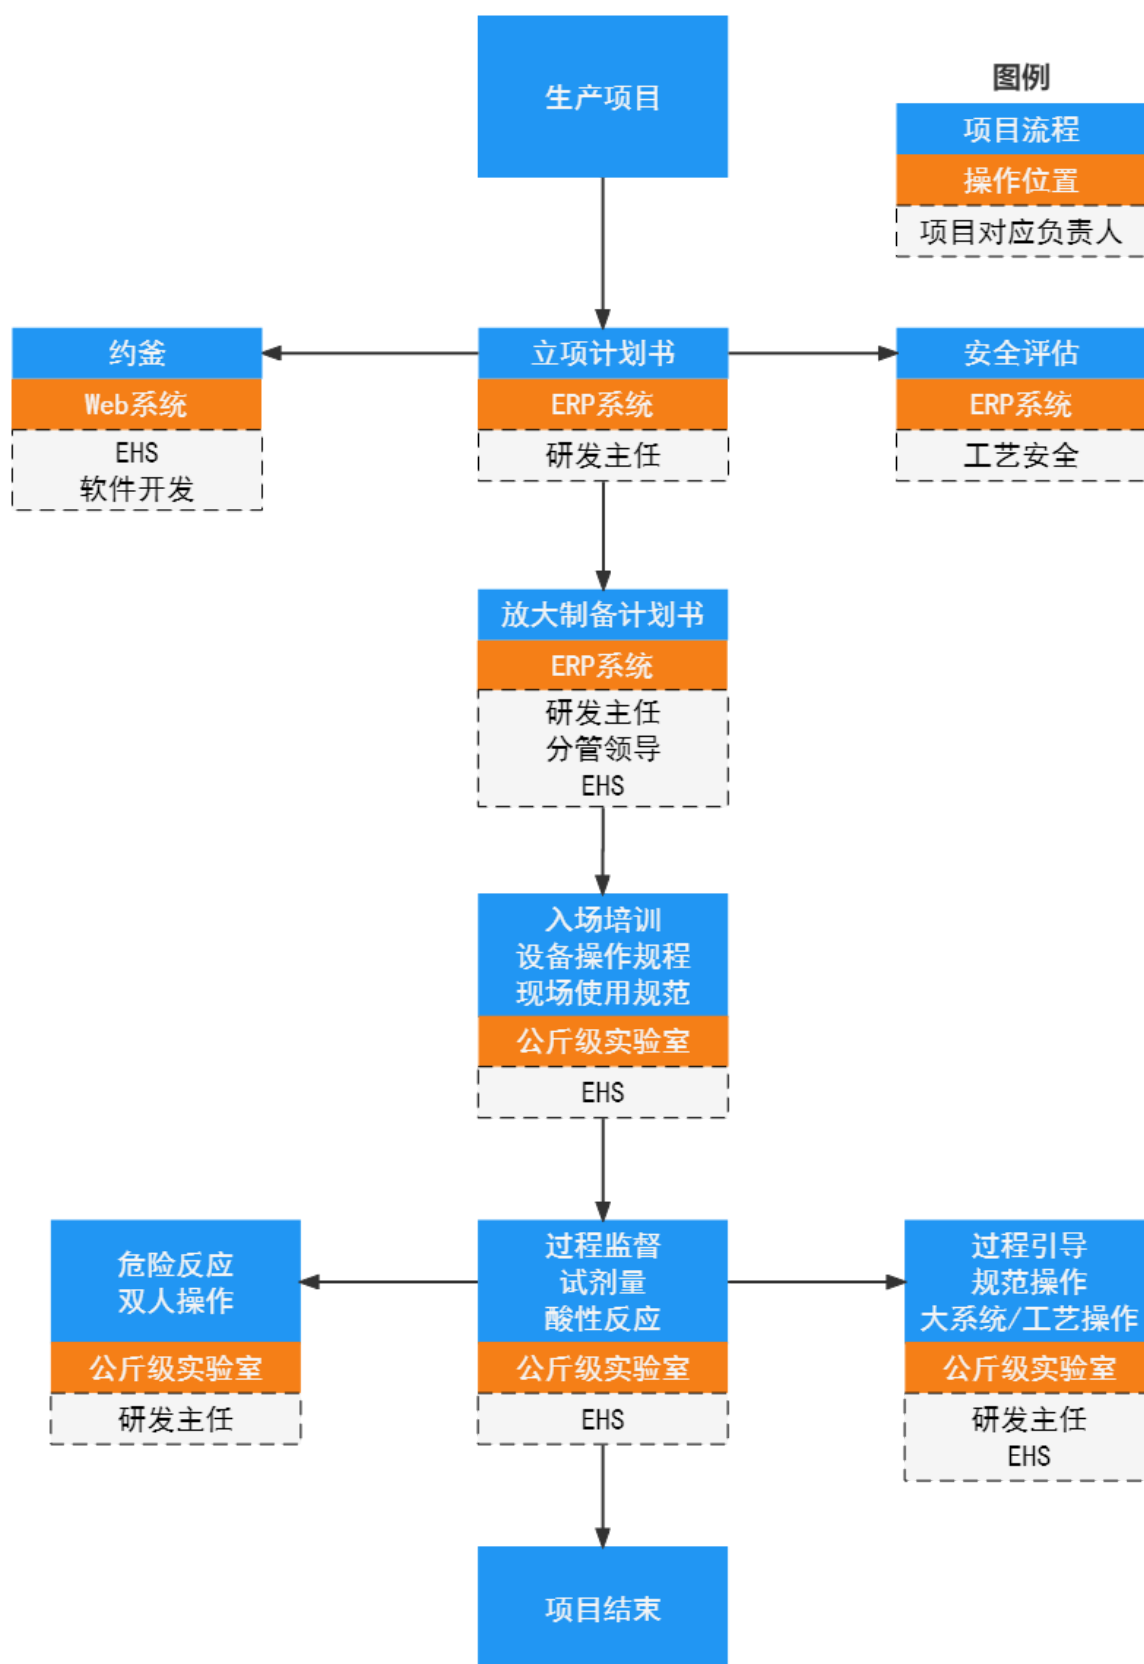 生产项目
图例
项目流程
操作位置
项目对应负责人
约釜
Web系统
EHS
软件开发
立项计划书
ERP系统
研发主任
安全评估
ERP系统
工艺安全
放大制备计划书
ERP系统
研发主任
分管领导
EHS
入场培训
设备操作规程
现场使用规范
公斤级实验室
EHS
危险反应
双人操作
公斤级实验室
研发主任
过程监督
试剂量
酸性反应
公斤级实验室
EHS
过程引导
规范操作
大系统/工艺操作
公斤级实验室
研发主任
EHS
项目结束